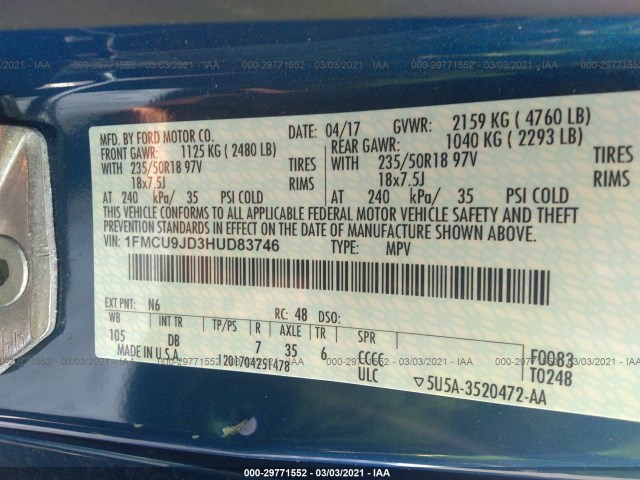 000-29771552 - 03/03/2021 - IAA
MFD. BY FORD MOTOR CO. DATE: 04/17 GVWR: 2159 KG ( 4760 LB)
FRONT GAWR: 1125 KG ( 2480 LB) REAR GAWR: 1040 KG ( 2293 LB)
WITH 235/50R18 97V TIRES WITH 235/50R18 97V TIRES
18x7.5J RIMS 18x7.5J RIMS
AT 240 kPa/ 35 PSI COLD AT 240 kPa/ 35 PSI COLD
THIS VEHICLE CONFORMS TO ALL APPLICABLE FEDERAL MOTOR VEHICLE SAFETY AND THEFT
PREVENTION STANDARDS IN EFFECT ON THE DATE OF MANUFACTURE SHOWN ABOVE.
VIN: 1FMCU9JD3HUD83746 TYPE: MPV
EXT PNT: N6 RC: 48 DSO:
WB INT TR TP/PS R AXLE TR SPR
105 DB 7 35 6 CCCC F0083
MADE IN U.S.A. 12017042S1478 ULC T0248
▽5U5A-3520472-AA
000-29771552 - 03/03/2021 - IAA